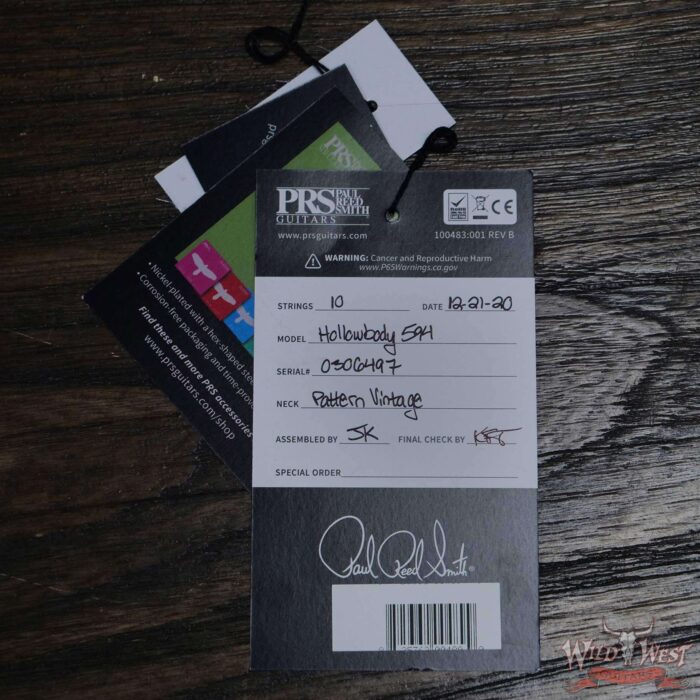 PRS PAUL REED SMITH
GUITARS
www.prsguitars.com
RoHS
CE
100483:001 REV B
WARNING: Cancer and Reproductive Harm
www.P65Warnings.ca.gov
STRINGS 10 DATE 12-21-20
MODEL Hollowbody 594
SERIAL# 0306497
NECK Pattern Vintage
ASSEMBLED BY JK FINAL CHECK BY
SPECIAL ORDER
Paul Reed Smith®
PRS
• Nickel-plated with a hex-shaped
• Corrosion-free packaging and
Find these and more PRS accessories
www.prsguitars.com/shop
WILD WEST
GUITARS